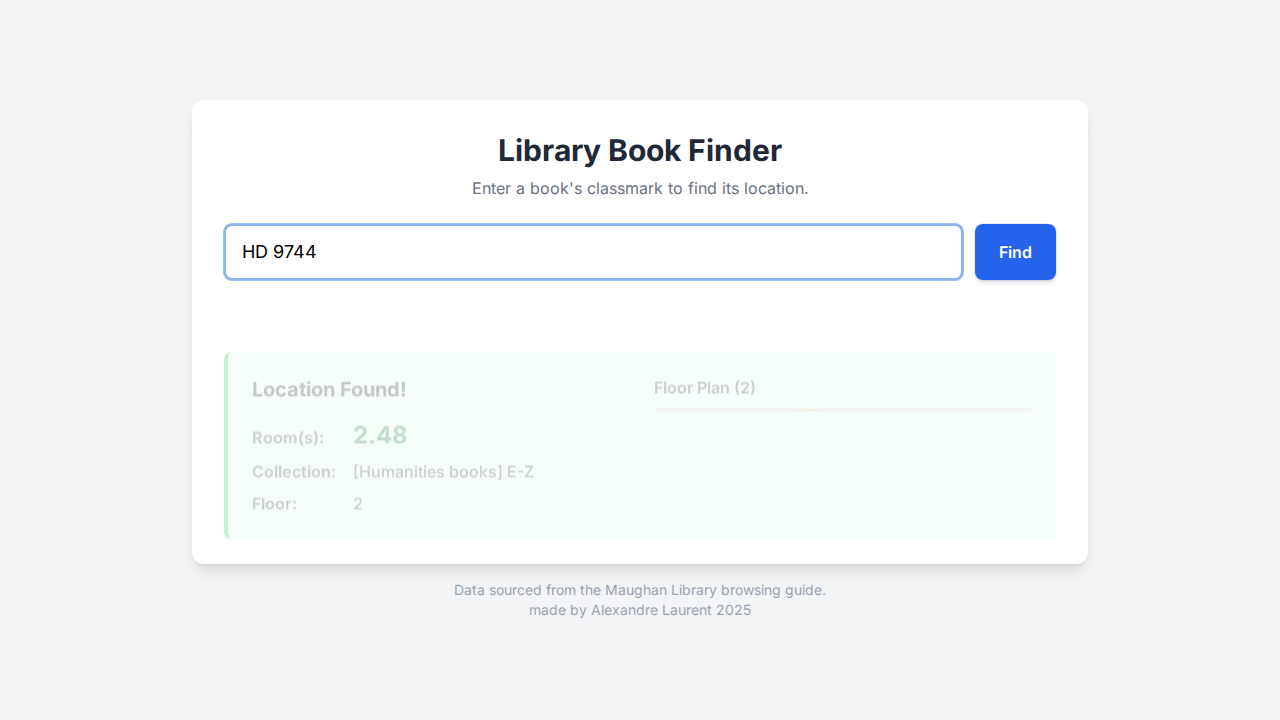 Library Book Finder
Enter a book's classmark to find its location.
HD 9744
Find
Location Found!
Room(s): 2.48
Collection: [Humanities books] E-Z
Floor: 2
Floor Plan (2)
Data sourced from the Maughan Library browsing guide.
made by Alexandre Laurent 2025